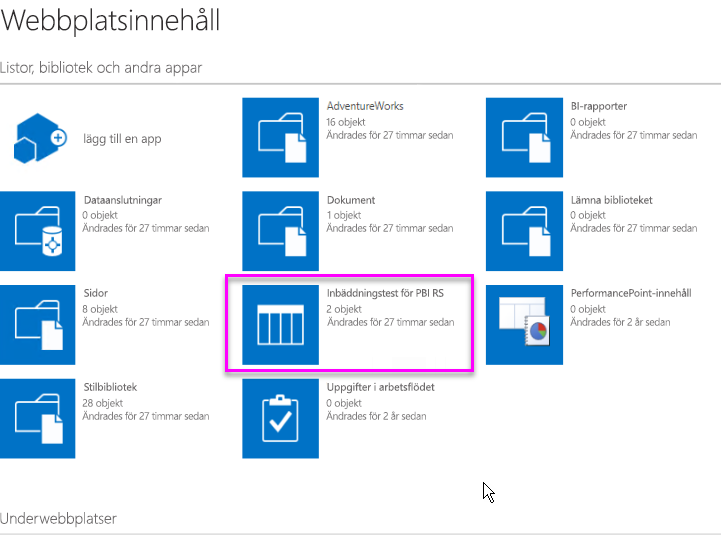 Webbplatsinnehåll
Listor, bibliotek och andra appar
lägg till en app
AdventureWorks
16 objekt
Ändrades för 27 timmar sedan
BI-rapporter
0 objekt
Ändrades för 27 timmar sedan
Dataanslutningar
0 objekt
Ändrades för 27 timmar sedan
Dokument
1 objekt
Ändrades för 27 timmar sedan
Lämna biblioteket
0 objekt
Ändrades för 27 timmar sedan
Sidor
8 objekt
Ändrades för 27 timmar sedan
Inbäddningstest för PBI RS
2 objekt
Ändrades för 27 timmar sedan
PerformancePoint-innehåll
0 objekt
Ändrades för 2 år sedan
Stilbibliotek
28 objekt
Ändrades för 27 timmar sedan
Uppgifter i arbetsflödet
0 objekt
Ändrades för 2 år sedan
Underwebbplatser